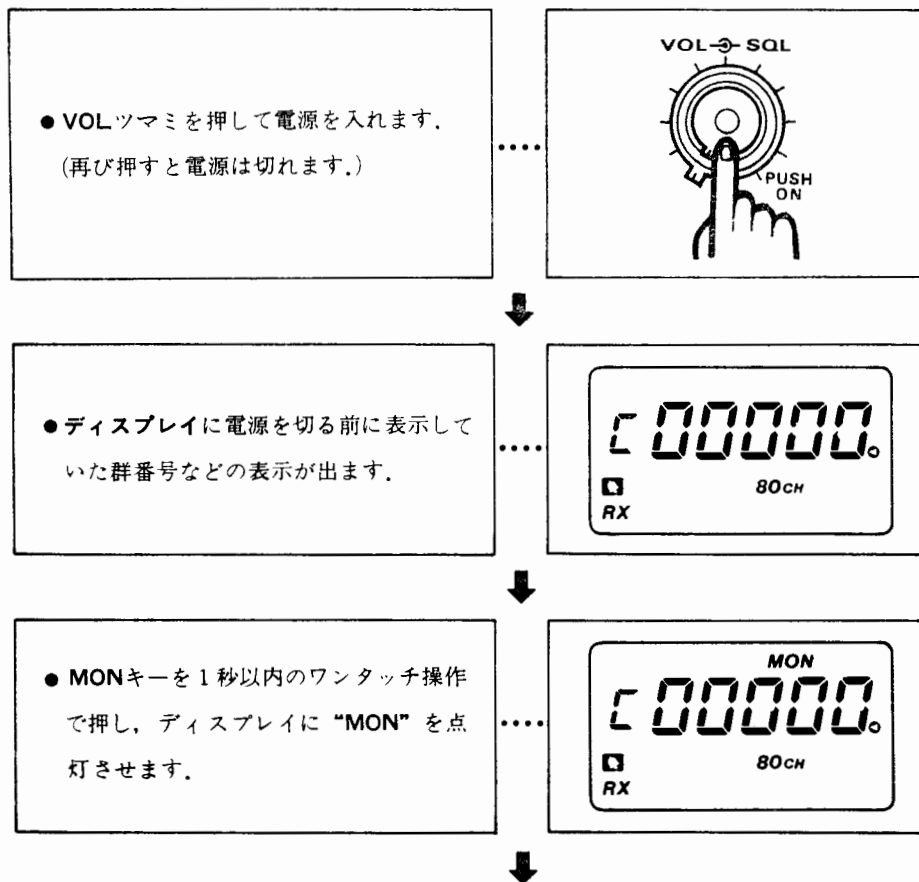 ●VOLツマミを押して電源を入れます.
(再び押すと電源は切れます.)
VOL SQL
PUSH
ON
●ディスプレイに電源を切る前に表示して
いた群番号などの表示が出ます.
C 00000.
80CH
RX
●MONキーを1秒以内のワンタッチ操作
で押し, ディスプレイに “MON” を点
灯させます.
MON
C 00000.
80CH
RX